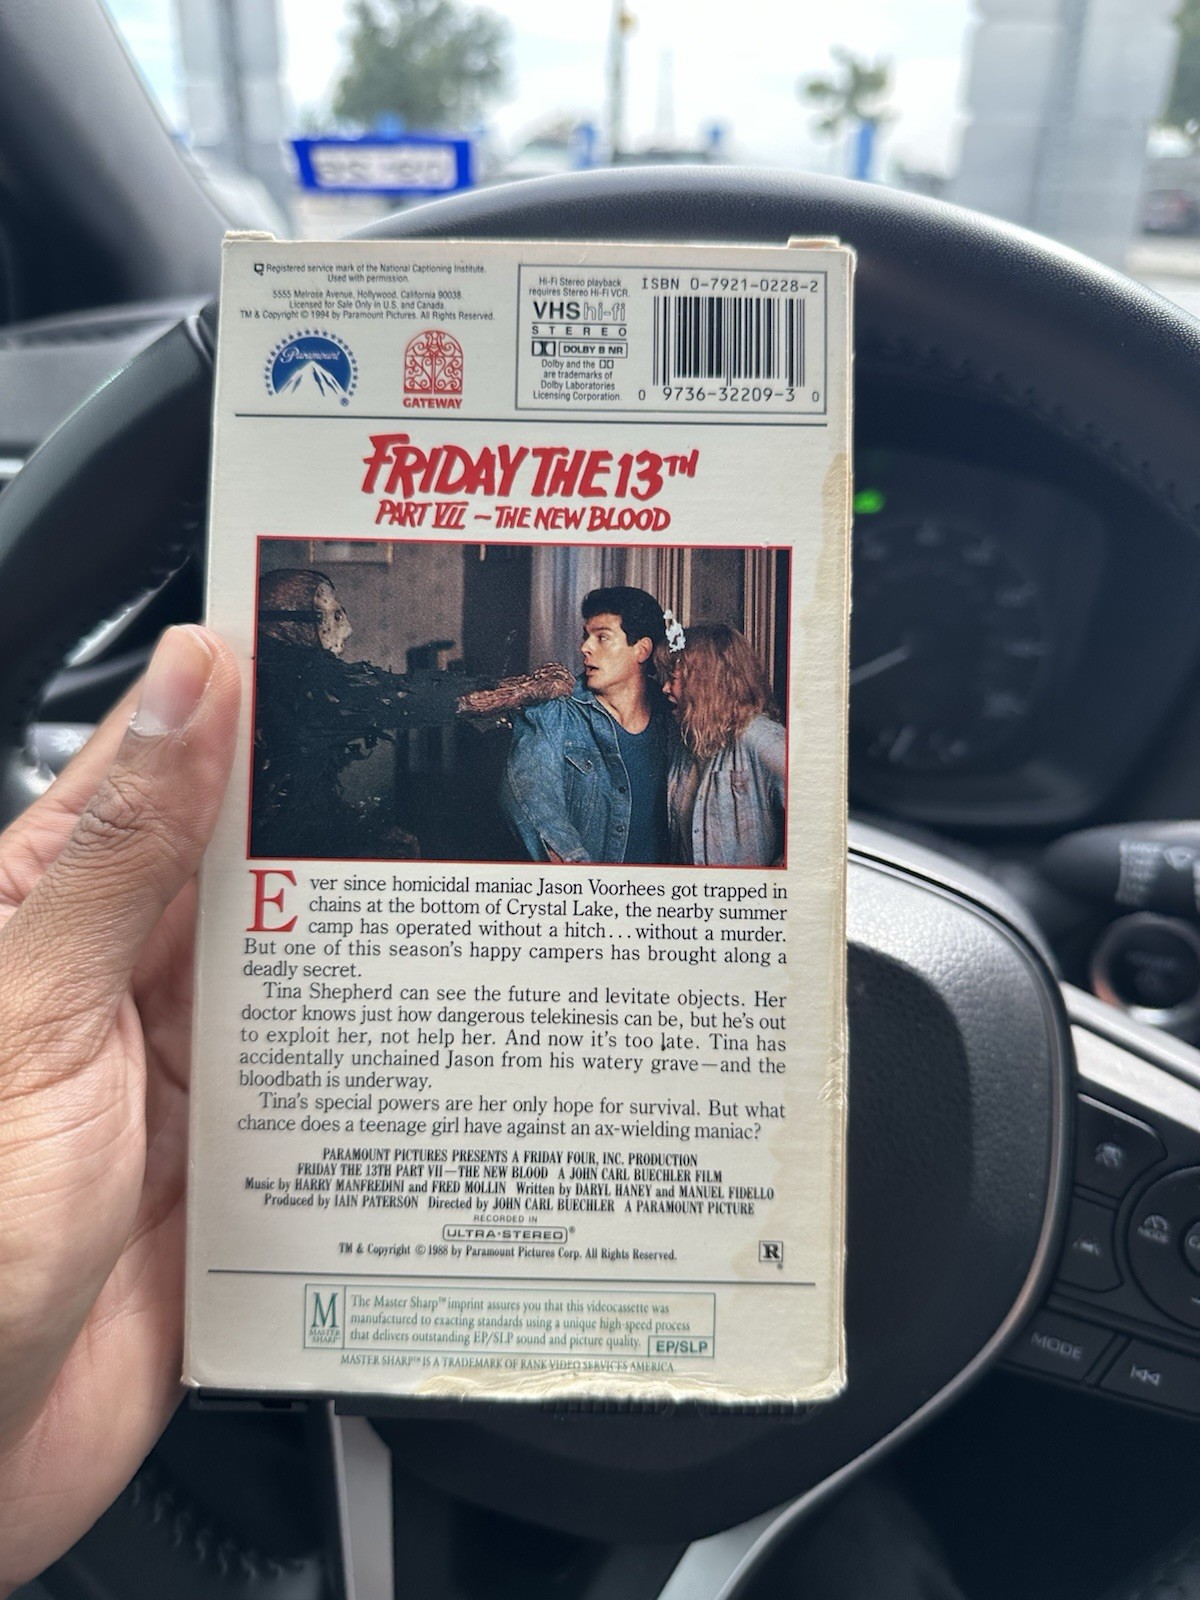 Registered service mark of the National Captioning Institute.
Used with permission.
5555 Melrose Avenue, Hollywood, California 90038.
Licensed for Sale Only in U.S. and Canada.
TM & Copyright © 1994 by Paramount Pictures. All Rights Reserved.
Paramount
®
GATEWAY
Hi-Fi Stereo playback
requires Stereo Hi-Fi VCR.
VHS hi-fi
STEREO
DOLBY B NR
Dolby and the
are trademarks of
Dolby Laboratories
Licensing Corporation.
ISBN 0-7921-0228-2
0 9736-32209-3 0
FRIDAY THE 13TH
PART VII – THE NEW BLOOD
Ever since homicidal maniac Jason Voorhees got trapped in
chains at the bottom of Crystal Lake, the nearby summer
camp has operated without a hitch...without a murder.
But one of this season's happy campers has brought along a
deadly secret.
Tina Shepherd can see the future and levitate objects. Her
doctor knows just how dangerous telekinesis can be, but he's out
to exploit her, not help her. And now it's too late. Tina has
accidentally unchained Jason from his watery grave—and the
bloodbath is underway.
Tina's special powers are her only hope for survival. But what
chance does a teenage girl have against an ax-wielding maniac?
PARAMOUNT PICTURES PRESENTS A FRIDAY FOUR, INC. PRODUCTION
FRIDAY THE 13TH PART VII—THE NEW BLOOD A JOHN CARL BUECHLER FILM
Music by HARRY MANFREDINI and FRED MOLLIN Written by DARYL HANEY and MANUEL FIDELLO
Produced by IAIN PATERSON Directed by JOHN CARL BUECHLER A PARAMOUNT PICTURE
RECORDED IN
ULTRA·STEREO®
TM & Copyright © 1988 by Paramount Pictures Corp. All Rights Reserved.
R
®
M
MASTER
SHARP™
The Master Sharp™ imprint assures you that this videocassette was
manufactured to exacting standards using a unique high-speed process
that delivers outstanding EP/SLP sound and picture quality.
EP/SLP
MASTER SHARP™ IS A TRADEMARK OF RANK VIDEO SERVICES AMERICA
MODE
MODE